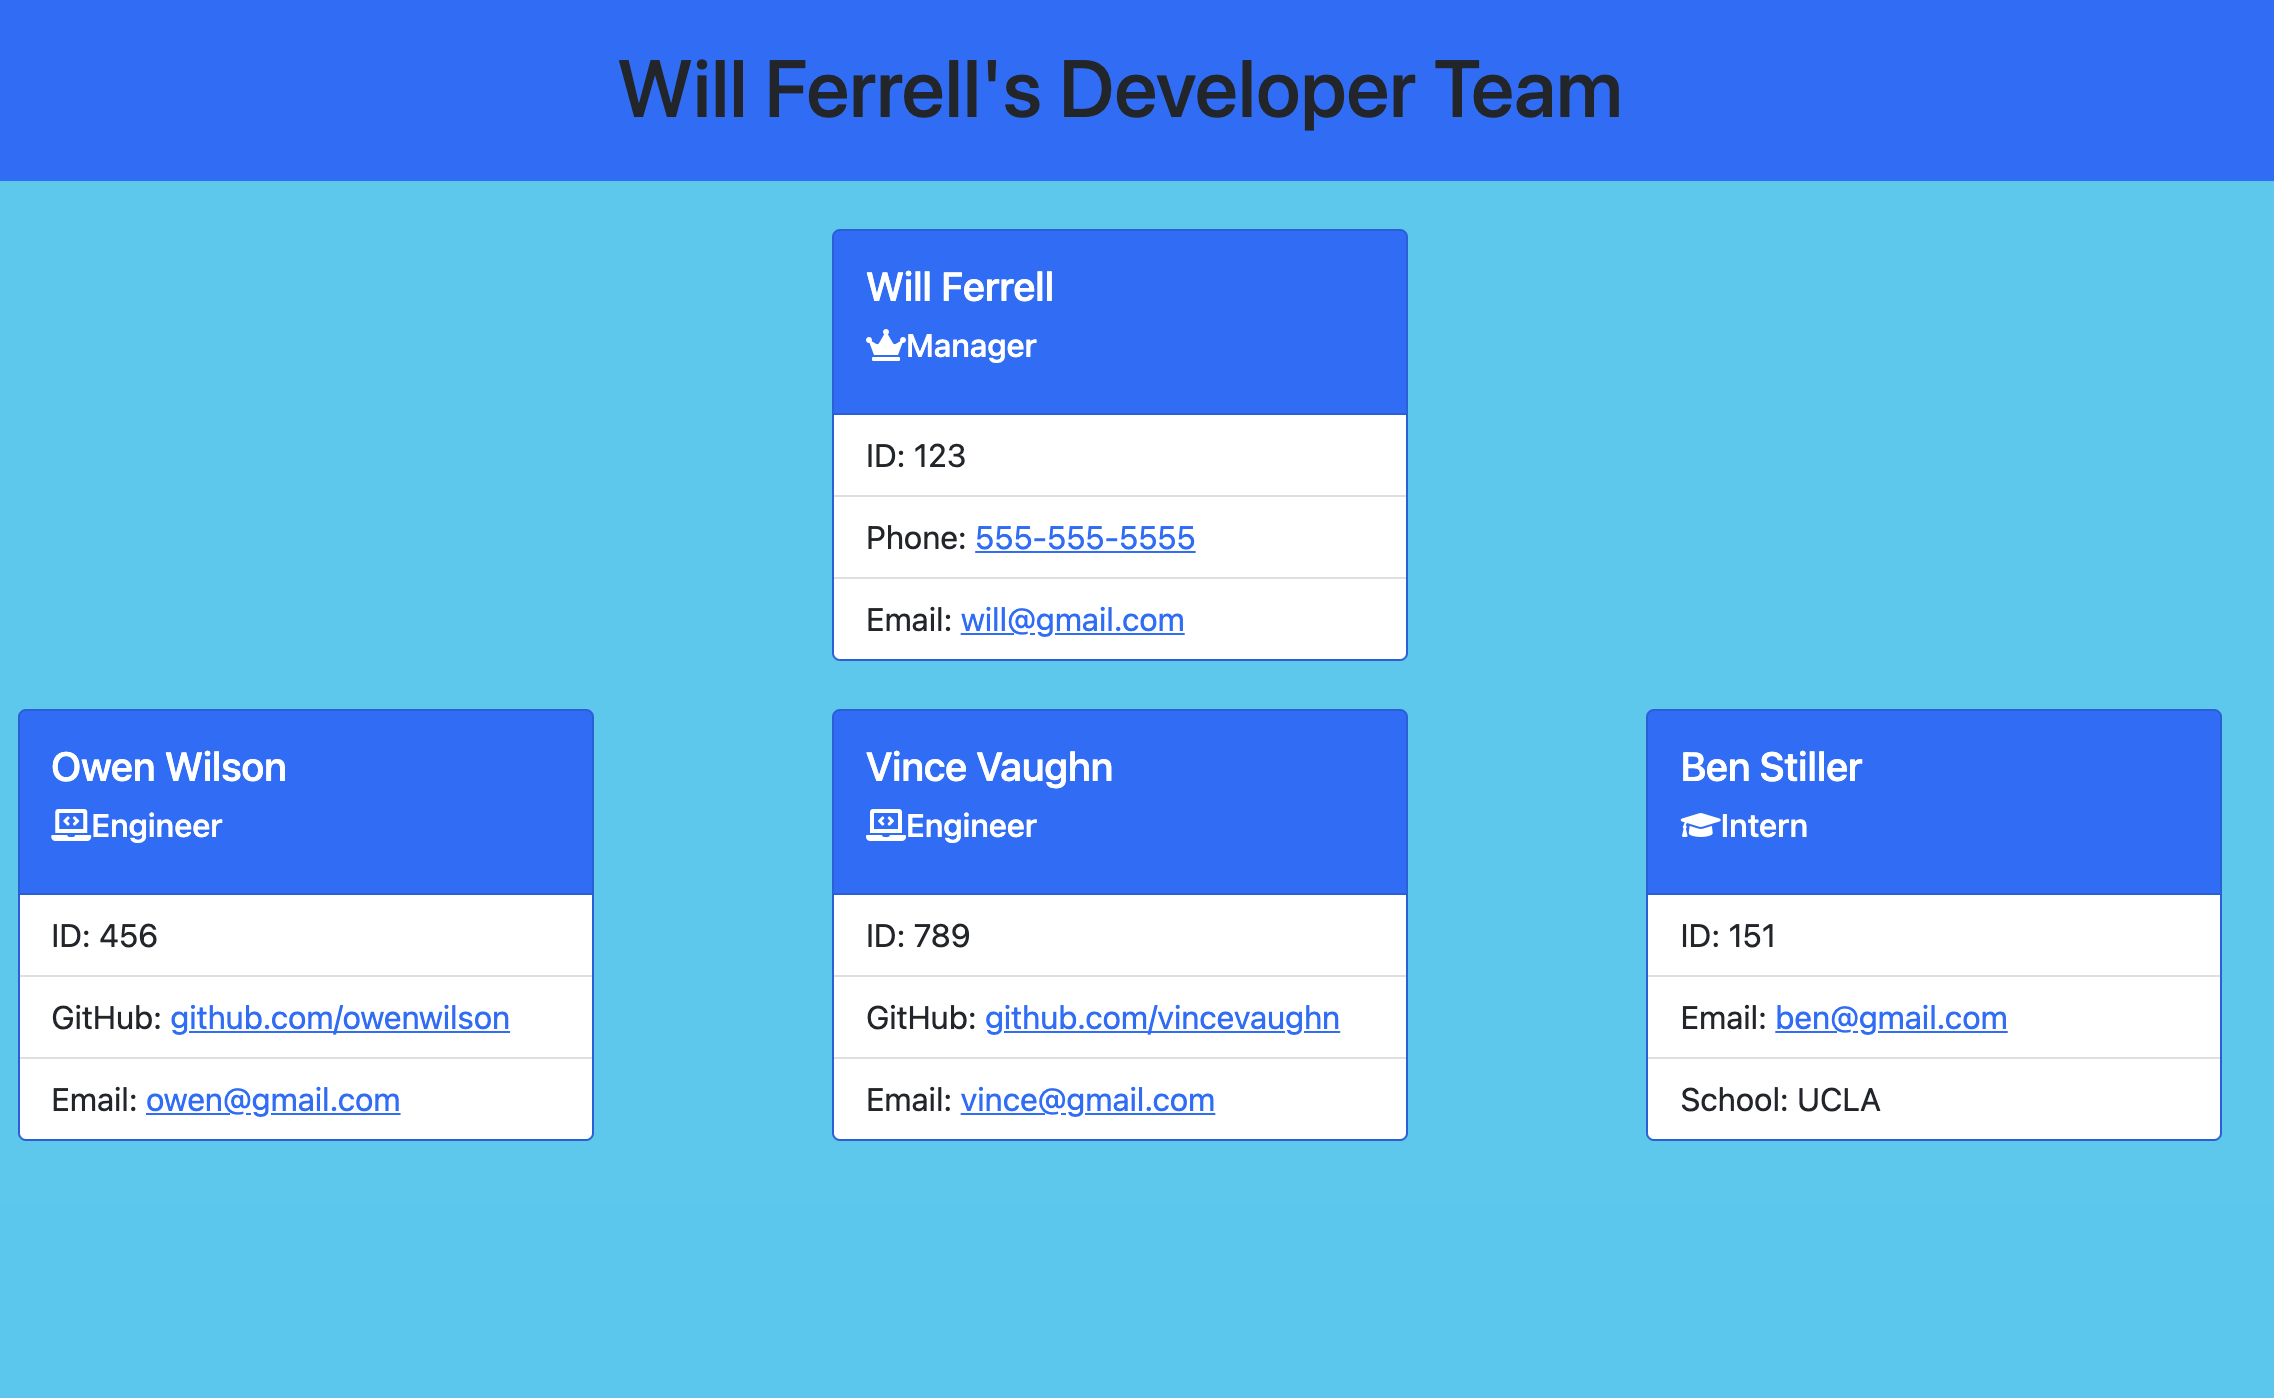 Will Ferrell's Developer Team
Will Ferrell
Manager
ID: 123
Phone: 555-555-5555
Email: will@gmail.com
Owen Wilson
Engineer
ID: 456
GitHub: github.com/owenwilson
Email: owen@gmail.com
Vince Vaughn
Engineer
ID: 789
GitHub: github.com/vincevaughn
Email: vince@gmail.com
Ben Stiller
Intern
ID: 151
Email: ben@gmail.com
School: UCLA